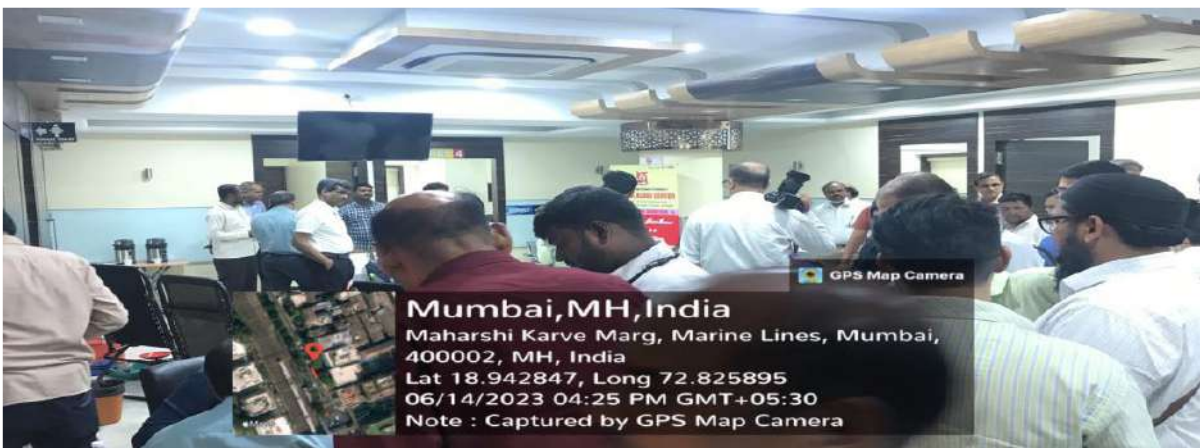 GPS Map Camera
Mumbai,MH,India
Maharshi Karve Marg, Marine Lines, Mumbai,
400002, MH, India
Lat 18.942847, Long 72.825895
06/14/2023 04:25 PM GMT+05:30
Note : Captured by GPS Map Camera